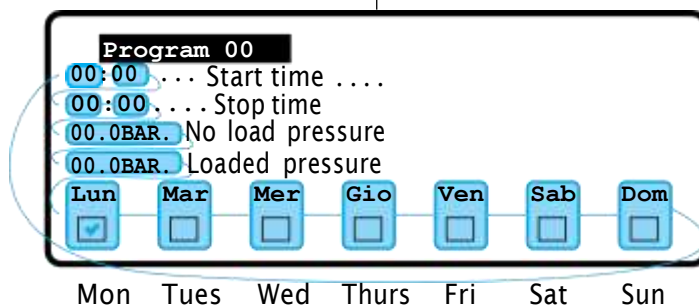 Program 00
00:00 ... Start time ....
00:00 .... Stop time
00.0BAR. No load pressure
00.0BAR. Loaded pressure
Lun Mar Mer Gio Ven Sab Dom
Mon Tues Wed Thurs Fri Sat Sun